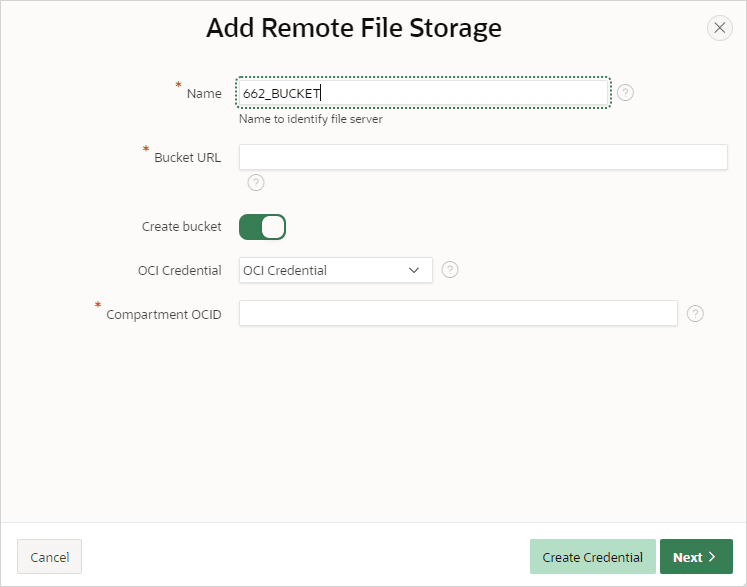 Add Remote File Storage
* Name 662_BUCKET ?
Name to identify file server
* Bucket URL
?
Create bucket
OCI Credential OCI Credential ?
* Compartment OCID ?
Cancel Create Credential Next